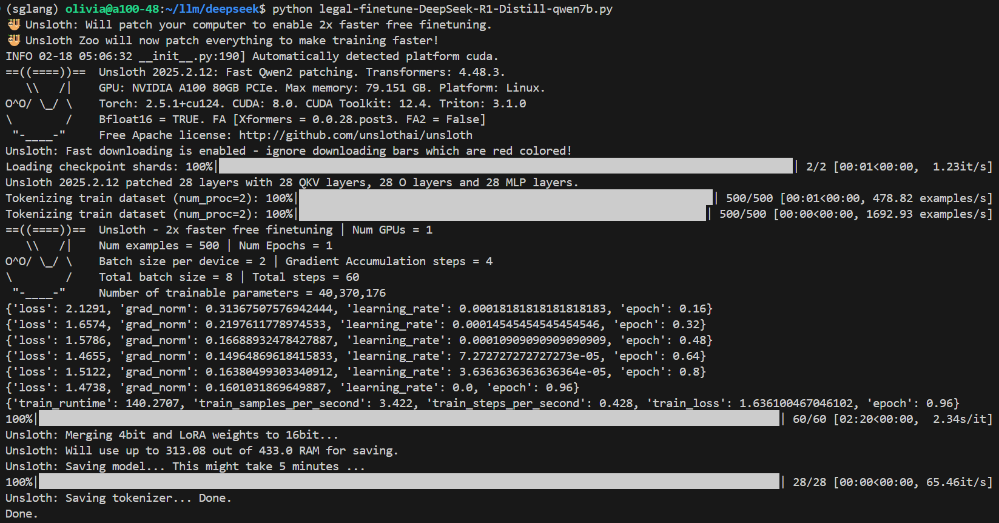 (sglang) olivia@a100-48:~/llm/deepseek$ python legal-finetune-DeepSeek-R1-Distill-qwen7b.py
🦥 Unsloth: Will patch your computer to enable 2x faster free finetuning.
🦥 Unsloth Zoo will now patch everything to make training faster!
INFO 02-18 05:06:32 __init__.py:190] Automatically detected platform cuda.
==((====))==  Unsloth 2025.2.12: Fast Qwen2 patching. Transformers: 4.48.3.
   \\   /|    GPU: NVIDIA A100 80GB PCIe. Max memory: 79.151 GB. Platform: Linux.
O^O/ \_/ \    Torch: 2.5.1+cu124. CUDA: 8.0. CUDA Toolkit: 12.4. Triton: 3.1.0
\        /    Bfloat16 = TRUE. FA [Xformers = 0.0.28.post3. FA2 = False]
 "-____-"     Free Apache license: http://github.com/unslothai/unsloth
Unsloth: Fast downloading is enabled - ignore downloading bars which are red colored!
Loading checkpoint shards: 100%|| 2/2 [00:01<00:00,  1.23it/s]
Unsloth 2025.2.12 patched 28 layers with 28 QKV layers, 28 O layers and 28 MLP layers.
Tokenizing train dataset (num_proc=2): 100%|| 500/500 [00:01<00:00, 478.82 examples/s]
Tokenizing train dataset (num_proc=2): 100%|| 500/500 [00:00<00:00, 1692.93 examples/s]
==((====))==  Unsloth - 2x faster free finetuning | Num GPUs = 1
   \\   /|    Num examples = 500 | Num Epochs = 1
O^O/ \_/ \    Batch size per device = 2 | Gradient Accumulation steps = 4
\        /    Total batch size = 8 | Total steps = 60
 "-____-"     Number of trainable parameters = 40,370,176
{'loss': 2.1291, 'grad_norm': 0.31367507576942444, 'learning_rate': 0.00018181818181818183, 'epoch': 0.16}
{'loss': 1.6574, 'grad_norm': 0.2197611778974533, 'learning_rate': 0.00014545454545454546, 'epoch': 0.32}
{'loss': 1.5786, 'grad_norm': 0.16688932478427887, 'learning_rate': 0.00010909090909090909, 'epoch': 0.48}
{'loss': 1.4655, 'grad_norm': 0.14964869618415833, 'learning_rate': 7.272727272727273e-05, 'epoch': 0.64}
{'loss': 1.5122, 'grad_norm': 0.16380499303340912, 'learning_rate': 3.6363636363636364e-05, 'epoch': 0.8}
{'loss': 1.4738, 'grad_norm': 0.1601031869649887, 'learning_rate': 0.0, 'epoch': 0.96}
{'train_runtime': 140.2707, 'train_samples_per_second': 3.422, 'train_steps_per_second': 0.428, 'train_loss': 1.636100467046102, 'epoch': 0.96}
100%|| 60/60 [02:20<00:00,  2.34s/it]
Unsloth: Merging 4bit and LoRA weights to 16bit...
Unsloth: Will use up to 313.08 out of 433.0 RAM for saving.
Unsloth: Saving model... This might take 5 minutes ...
100%|| 28/28 [00:00<00:00, 65.46it/s]
Unsloth: Saving tokenizer... Done.
Done.